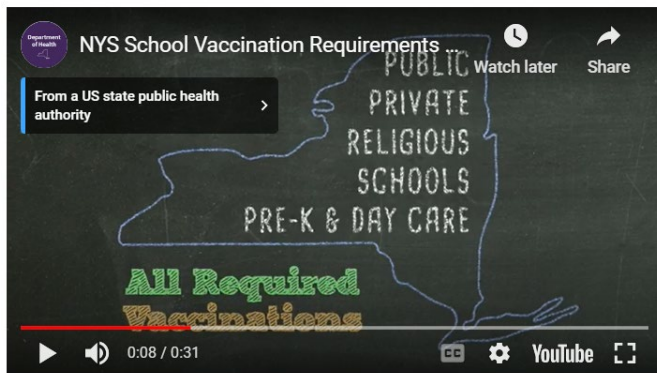 Department
of Health
NYS School Vaccination Requirements ...
Watch later
Share
From a US state public health
authority
PUBLIC
PRIVATE
RELIGIOUS
SCHOOLS
PRE-K & DAY CARE
All Required
Vaccinations
0:08 / 0:31
CC
YouTube